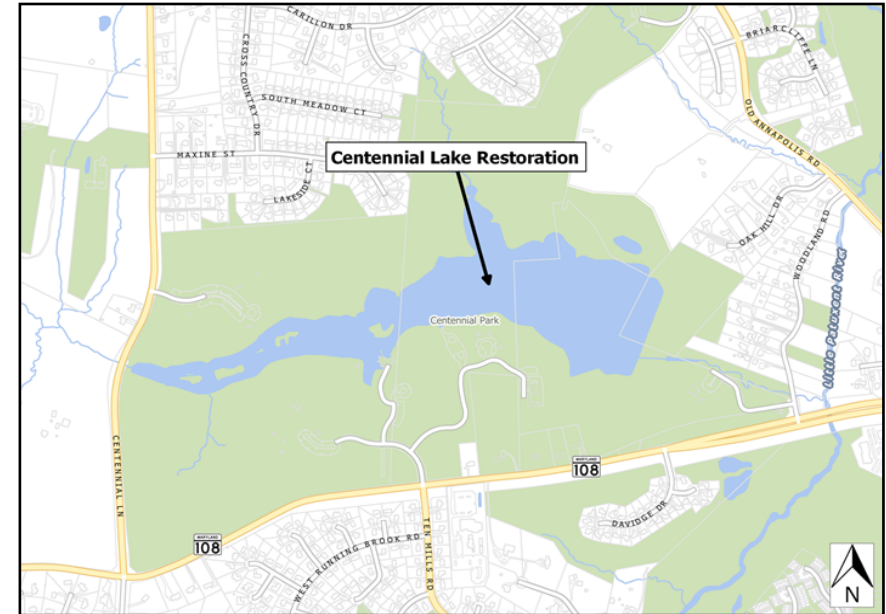 CARILLON DR
BRIARCLIFFE LN
CROSS COUNTRY DR
SOUTH MEADOW CT
OLD ANNAPOLIS RD
MAXINE ST
Centennial Lake Restoration
LAKESIDE CT
OAK HILL DR
WOODLAND RD
Little Patuxent River
Centennial Park
CENTENNIAL LN
MARYLAND
108
DAVIDGE DR
MARYLAND
108
TEN MILLS RD
WEST RUNNING BROOK RD
N